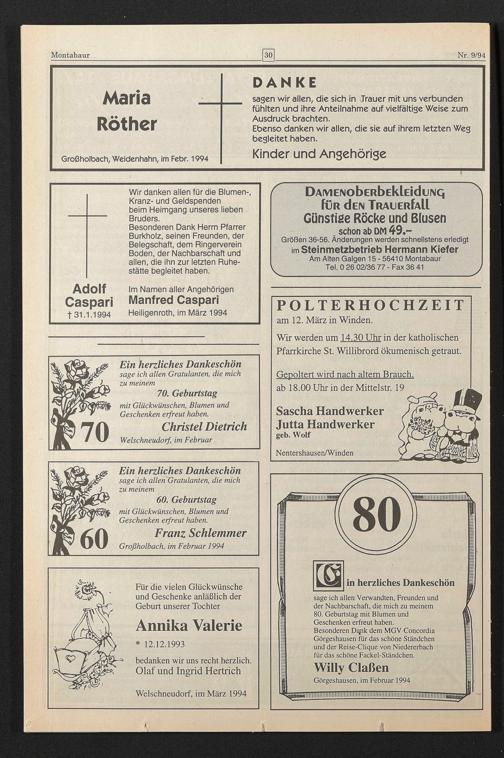 Montabaur
30
Nr. 9/94
Maria
Röther
Großholbach, Weidenhahn, im Febr. 1994
DANKE
sagen wir allen, die sich in Trauer mit uns verbunden
fühlten und ihre Anteilnahme auf vielfältige Weise zum
Ausdruck brachten.
Ebenso danken wir allen, die sie auf ihrem letzten Weg
begleitet haben.
Kinder und Angehörige
Wir danken allen für die Blumen-,
Kranz- und Geldspenden
beim Heimgang unseres lieben
Bruders.
Besonderen Dank Herrn Pfarrer
Burkholz, seinen Freunden, der
Belegschaft, dem Ringerverein
Boden, der Nachbarschaft und
allen, die ihn zur letzten Ruhe-
stätte begleitet haben.
Adolf
Caspari
† 31.1.1994
Im Namen aller Angehörigen
Manfred Caspari
Heiligenroth, im März 1994
Damenoberbekleidung
für den Trauerfall
Günstige Röcke und Blusen
schon ab DM 49.–
Größen 36-56. Änderungen werden schnellstens erledigt
im Steinmetzbetrieb Hermann Kiefer
Am Alten Galgen 15 - 56410 Montabaur
Tel. 0 26 02/36 77 - Fax 36 41
Ein herzliches Dankeschön
sage ich allen Gratulanten, die mich
zu meinem
70. Geburtstag
mit Glückwünschen, Blumen und
Geschenken erfreut haben.
70
Christel Dietrich
Welschneudorf, im Februar
Ein herzliches Dankeschön
sage ich allen Gratulanten, die mich
zu meinem
60. Geburtstag
mit Glückwünschen, Blumen und
Geschenken erfreut haben.
60
Franz Schlemmer
Großholbach, im Februar 1994
Für die vielen Glückwünsche
und Geschenke anläßlich der
Geburt unserer Tochter
Annika Valerie
* 12.12.1993
bedanken wir uns recht herzlich.
Olaf und Ingrid Hertrich
Welschneudorf, im März 1994
POLTERHOCHZEIT
am 12. März in Winden.
Wir werden um 14.30 Uhr in der katholischen
Pfarrkirche St. Willibrord ökumenisch getraut.
Gepoltert wird nach altem Brauch,
ab 18.00 Uhr in der Mittelstr. 19
Sascha Handwerker
Jutta Handwerker
geb. Wolf
Nentershausen/Winden
80
Ein herzliches Dankeschön
sage ich allen Verwandten, Freunden und
der Nachbarschaft, die mich zu meinem
80. Geburtstag mit Blumen und
Geschenken erfreut haben.
Besonderen Dank dem MGV Concordia
Görgeshausen für das schöne Ständchen
und der Reise-Clique von Niedererbach
für das schöne Fackel-Ständchen.
Willy Claßen
Görgeshausen, im Februar 1994